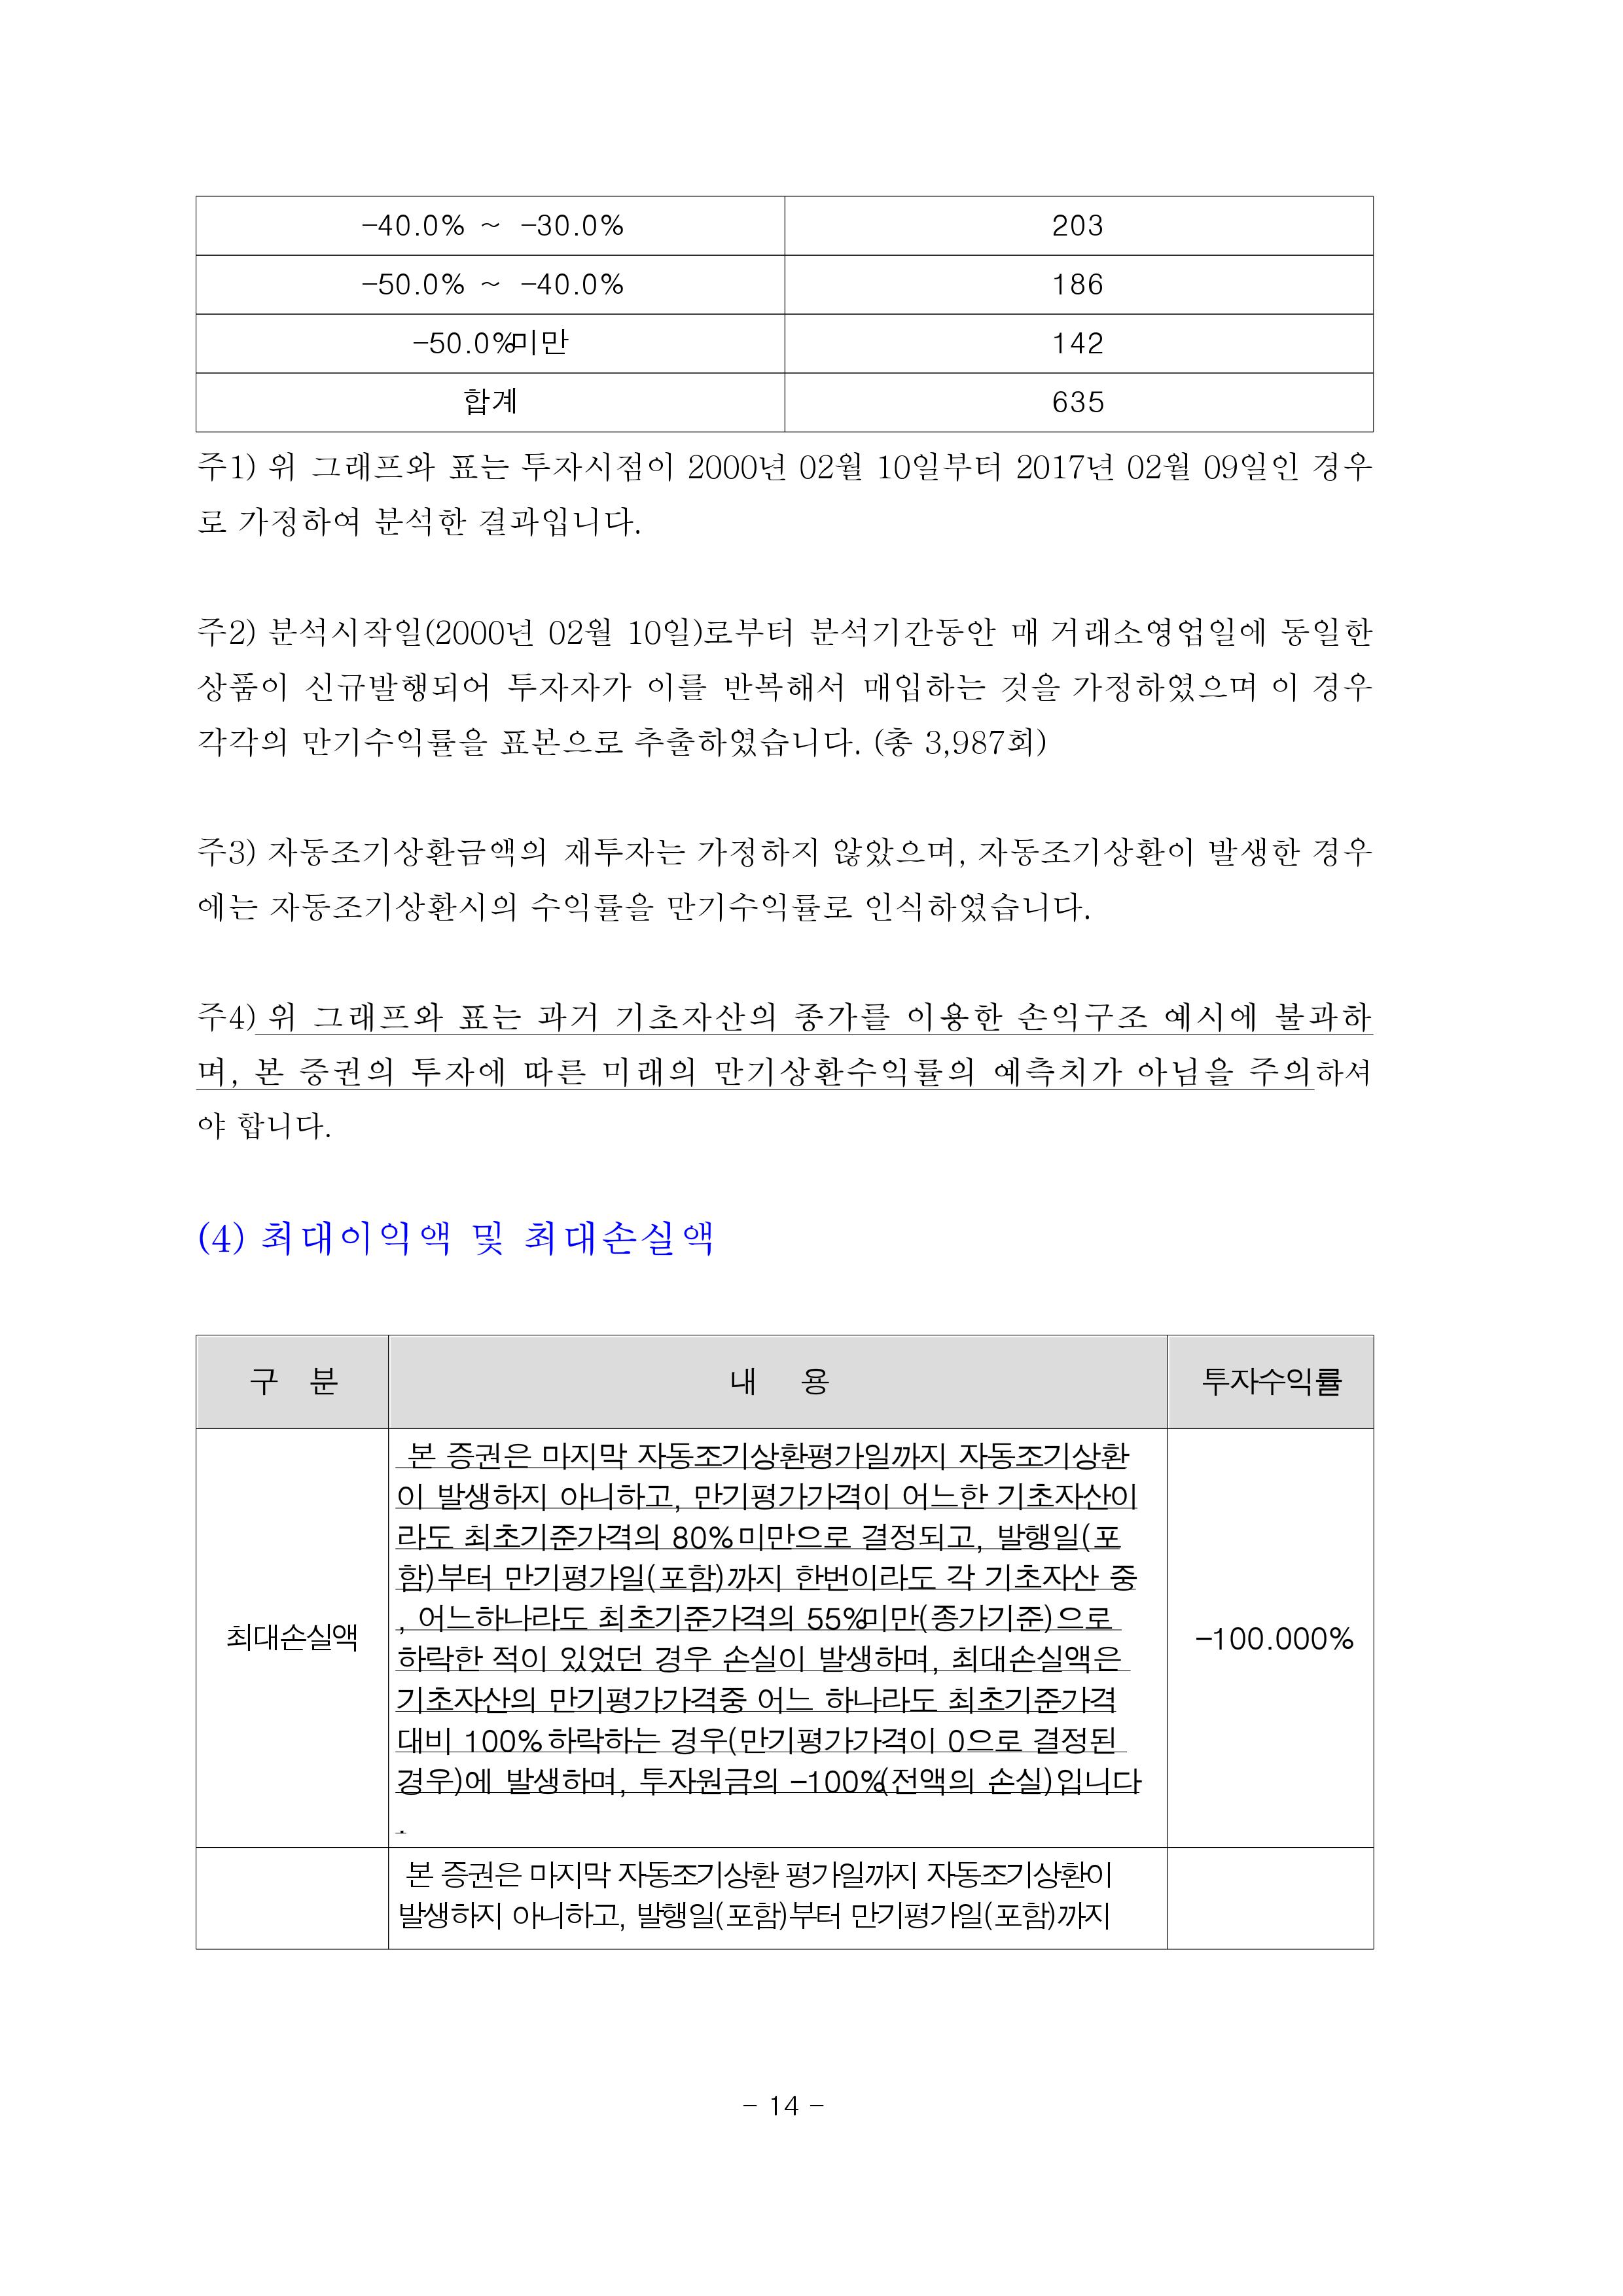 -40.0% ~ -30.0% 203
-50.0% ~ -40.0% 186
-50.0%미만 142
합계 635
주1) 위 그래프와 표는 투자시점이 2000년 02월 10일부터 2017년 02월 09일인 경우
로 가정하여 분석한 결과입니다.
주2) 분석시작일(2000년 02월 10일)로부터 분석기간동안 매 거래소영업일에 동일한
상품이 신규발행되어 투자자가 이를 반복해서 매입하는 것을 가정하였으며 이 경우
각각의 만기수익률을 표본으로 추출하였습니다. (총 3,987회)
주3) 자동조기상환금액의 재투자는 가정하지 않았으며, 자동조기상환이 발생한 경우
에는 자동조기상환시의 수익률을 만기수익률로 인식하였습니다.
주4) 위 그래프와 표는 과거 기초자산의 종가를 이용한 손익구조 예시에 불과하
며, 본 증권의 투자에 따른 미래의 만기상환수익률의 예측치가 아님을 주의하셔
야 합니다.
(4) 최대이익액 및 최대손실액
구 분 내 용 투자수익률
본 증권은 마지막 자동조기상환평가일까지 자동조기상환
이 발생하지 아니하고, 만기평가가격이 어느한 기초자산이
라도 최초기준가격의 80%미만으로 결정되고, 발행일(포
함)부터 만기평가일(포함)까지 한번이라도 각 기초자산 중
, 어느하나라도 최초기준가격의 55%미만(종가기준)으로
하락한 적이 있었던 경우 손실이 발생하며, 최대손실액은
기초자산의 만기평가가격중 어느 하나라도 최초기준가격
대비 100%하락하는 경우(만기평가가격이 0으로 결정된
경우)에 발생하며, 투자원금의 -100%(전액의 손실)입니다
.
최대손실액
-100.000%
본 증권은 마지막 자동조기상환 평가일까지 자동조기상환이
발생하지 아니하고, 발행일(포함)부터 만기평가일(포함)까지
- 14 -